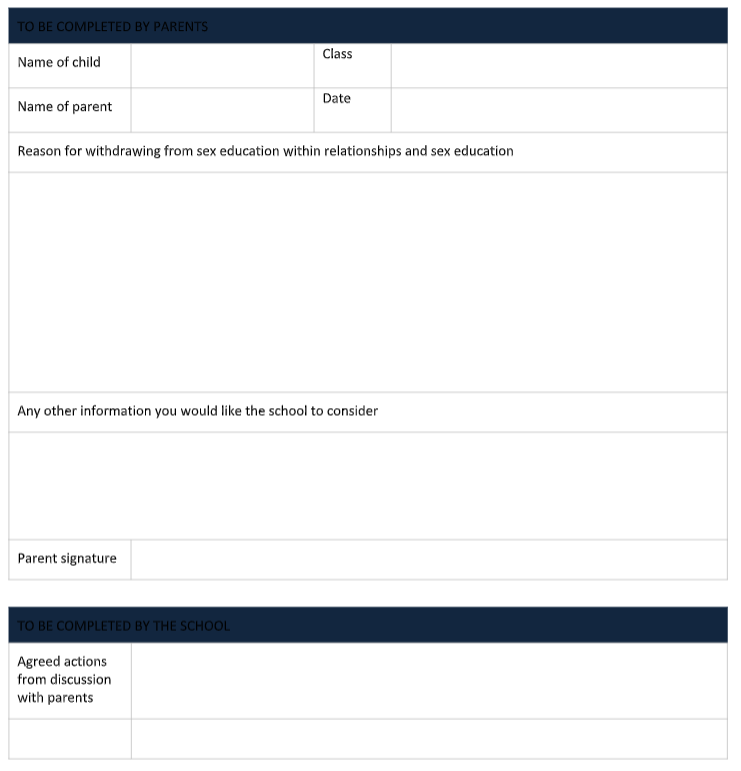 TO BE COMPLETED BY PARENTS
Name of child
Class
Name of parent
Date
Reason for withdrawing from sex education within relationships and sex education
Any other information you would like the school to consider
Parent signature
TO BE COMPLETED BY THE SCHOOL
Agreed actions
from discussion
with parents